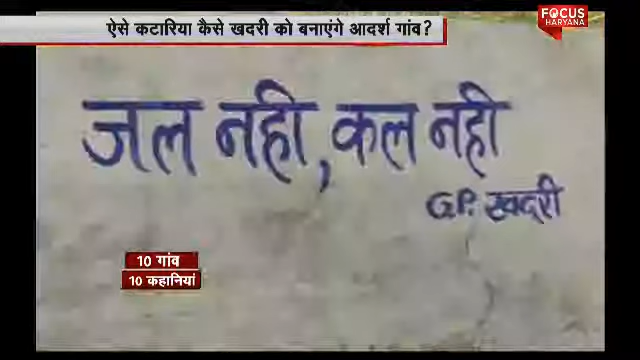 ऐसे कटारिया कैसे खदरी को बनाएंगे आदर्श गांव?
FOCUS
HARYANA
जल नही, कल नही
G.P. खदरी
10 गांव
10 कहानियां